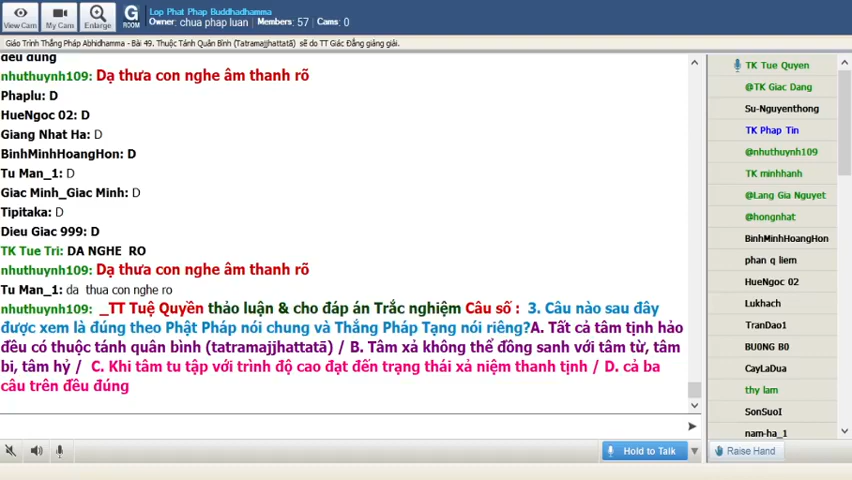 Lop Phat Phap Buddhadhamma
Owner: chua phap luan Members: 57 Cams: 0
View Cam My Cam Enlarge G ROOM
Giáo Trình Thắng Pháp Abhidhamma - Bài 49. Thuộc Tánh Quân Bình (Tatramajjhattatā) sẽ do TT Giác Đẳng giảng giải.
đều đúng
nhuthuynh109: Dạ thưa con nghe âm thanh rõ
Phaplu: D
HueNgoc 02: D
Giang Nhat Ha: D
BinhMinhHoangHon: D
Tu Man_1: D
Giac Minh_Giac Minh: D
Tipitaka: D
Dieu Giac 999: D
TK Tue Tri: DA NGHE RO
nhuthuynh109: Dạ thưa con nghe âm thanh rõ
Tu Man_1: da thua con nghe ro
nhuthuynh109: _TT Tuệ Quyền thảo luận & cho đáp án Trắc nghiệm Câu số : 3. Câu nào sau đây
được xem là đúng theo Phật Pháp nói chung và Thắng Pháp Tạng nói riêng?A. Tất cả tâm tịnh hảo
đều có thuộc tánh quân bình (tatramajjhattatā) / B. Tâm xả không thể đồng sanh với tâm từ, tâm
bi, tâm hỷ / C. Khi tâm tu tập với trình độ cao đạt đến trạng thái xả niệm thanh tịnh / D. cả ba
câu trên đều đúng
TK Tue Quyen
@TK Giac Dang
Su-Nguyenthong
TK Phap Tin
@nhuthuynh109
TK minhhanh
@Lang Gia Nguyet
@hongnhat
BinhMinhHoangHon
phan q liem
HueNgoc 02
Lukhach
TranDao1
BU0NG B0
CayLaDua
thy lam
SonSuoI
nam-ha_1
Hold to Talk
Raise Hand